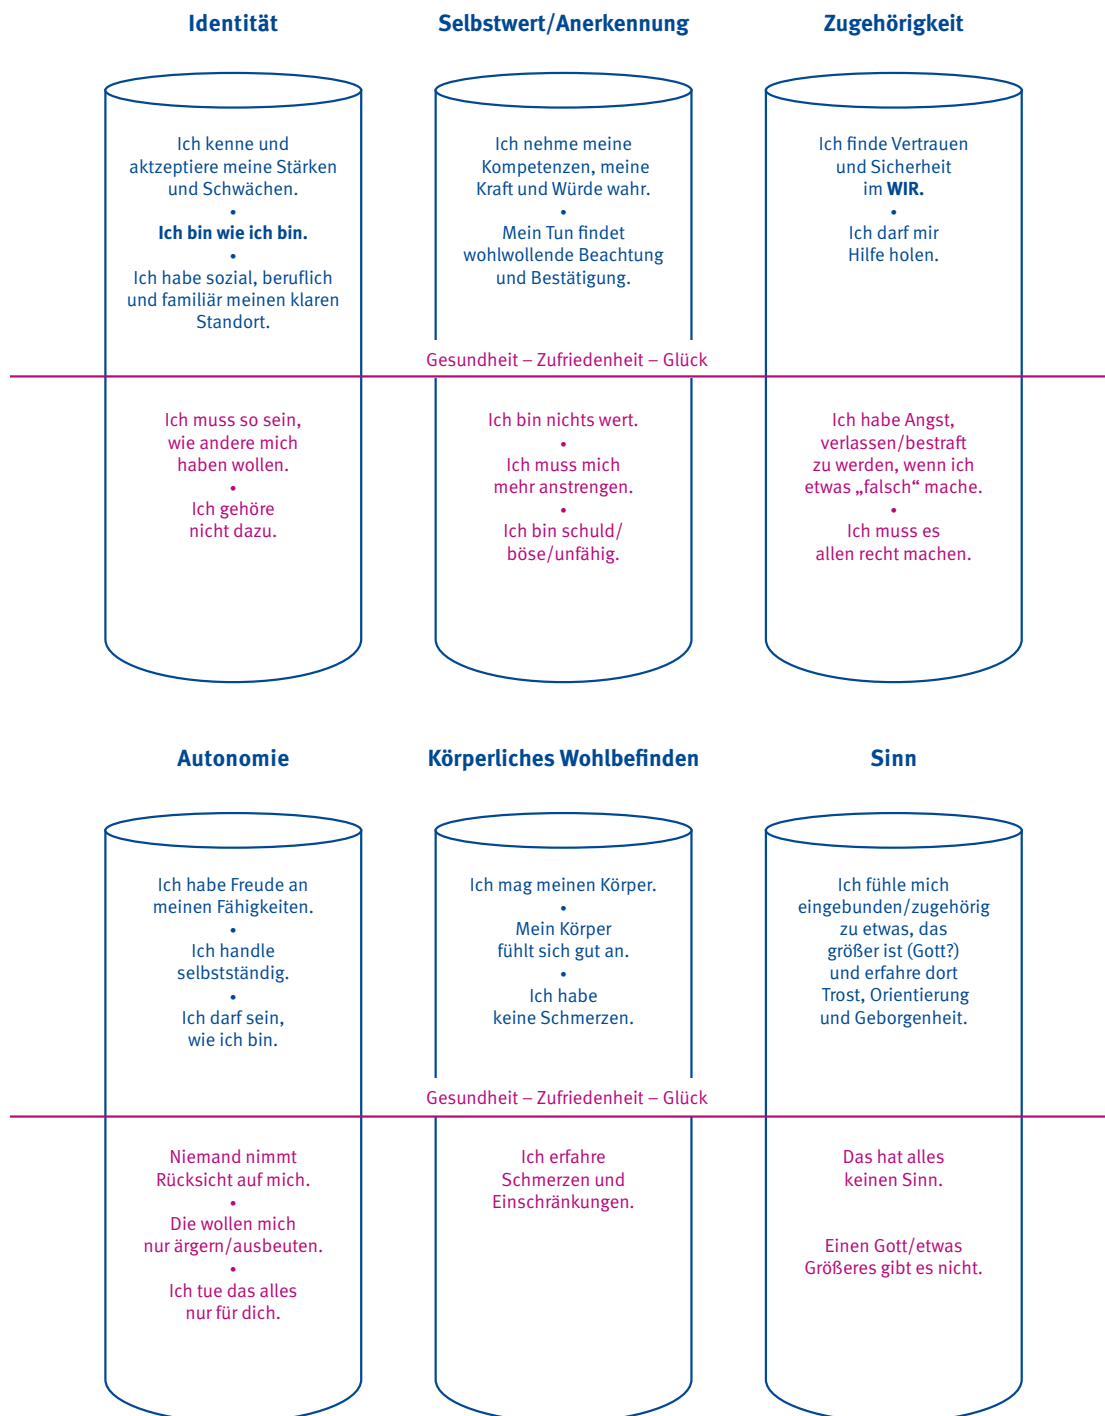 Identität
Selbstwert/Anerkennung
Zugehörigkeit
Ich kenne und
aktzeptiere meine Stärken
und Schwächen.
•
Ich bin wie ich bin.
•
Ich habe sozial, beruflich
und familiär meinen klaren
Standort.
Ich nehme meine
Kompetenzen, meine
Kraft und Würde wahr.
•
Mein Tun findet
wohlwollende Beachtung
und Bestätigung.
Ich finde Vertrauen
und Sicherheit
im WIR.
•
Ich darf mir
Hilfe holen.
Gesundheit – Zufriedenheit – Glück
Ich muss so sein,
wie andere mich
haben wollen.
•
Ich gehöre
nicht dazu.
Ich bin nichts wert.
•
Ich muss mich
mehr anstrengen.
•
Ich bin schuld/
böse/unfähig.
Ich habe Angst,
verlassen/bestraft
zu werden, wenn ich
etwas „falsch“ mache.
•
Ich muss es
allen recht machen.
Autonomie
Körperliches Wohlbefinden
Sinn
Ich habe Freude an
meinen Fähigkeiten.
•
Ich handle
selbstständig.
•
Ich darf sein,
wie ich bin.
Ich mag meinen Körper.
•
Mein Körper
fühlt sich gut an.
•
Ich habe
keine Schmerzen.
Ich fühle mich
eingebunden/zugehörig
zu etwas, das
größer ist (Gott?)
und erfahre dort
Trost, Orientierung
und Geborgenheit.
Gesundheit – Zufriedenheit – Glück
Niemand nimmt
Rücksicht auf mich.
•
Die wollen mich
nur ärgern/ausbeuten.
•
Ich tue das alles
nur für dich.
Ich erfahre
Schmerzen und
Einschränkungen.
Das hat alles
keinen Sinn.
Einen Gott/etwas
Größeres gibt es nicht.